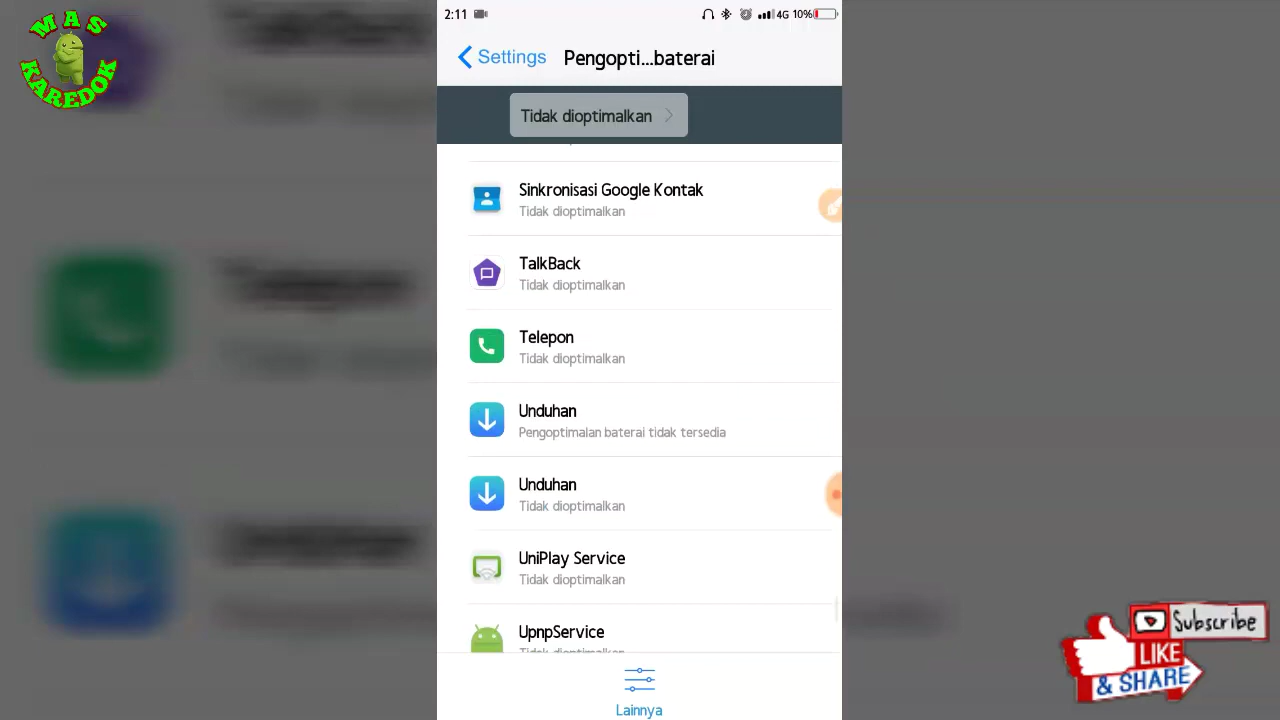 MAS
KAREDOK
2:11
4G 10%
Settings
Pengopti...baterai
Tidak dioptimalkan
Sinkronisasi Google Kontak
Tidak dioptimalkan
TalkBack
Tidak dioptimalkan
Telepon
Tidak dioptimalkan
Unduhan
Pengoptimalan baterai tidak tersedia
Unduhan
Tidak dioptimalkan
UniPlay Service
Tidak dioptimalkan
UpnpService
Tidak dioptimalkan
Lainnya
Subscribe
LIKE
& SHARE